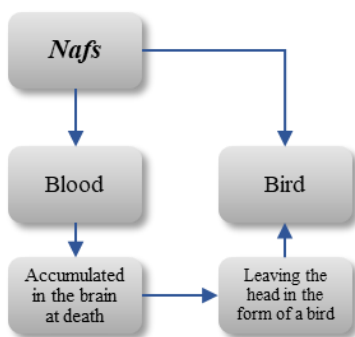 Nafs
Blood
Bird
Accumulated
in the brain
at death
Leaving the
head in the
form of a bird